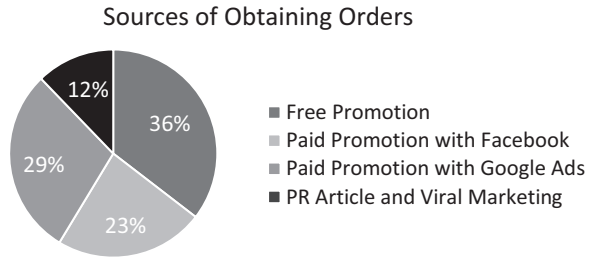 Sources of Obtaining Orders
12%
36%
29%
23%
Free Promotion
Paid Promotion with Facebook
Paid Promotion with Google Ads
PR Article and Viral Marketing